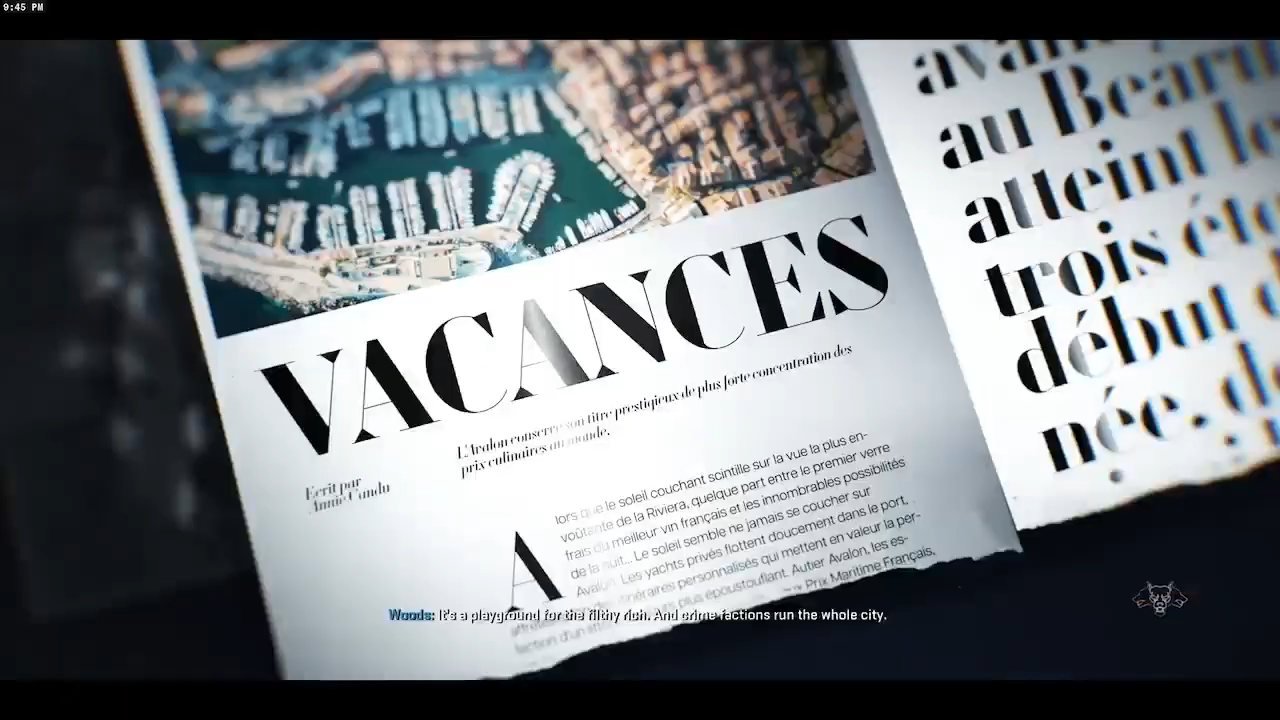 9:45 PM
VACANCES
L'Avalon conserve son titre prestigieux de plus forte concentration des
prix culinaires au monde.
Ecrit par
Annie Candu
Alors que le soleil couchant scintille sur la vue la plus en-
voûtante de la Riviera, quelque part entre le premier verre
frais du meilleur vin français et les innombrables possibilités
de la nuit... Le soleil semble ne jamais se coucher sur
Avalon. Les yachts privés flottent doucement dans le port,
itinéraires personnalisés qui mettent en valeur la per-
plus époustouflant. Autier Avalon, les es-
Prix Maritime Français,
au
atteint
trois
début
née, de
Woods: It's a playground for the filthy rich. And crime factions run the whole city.